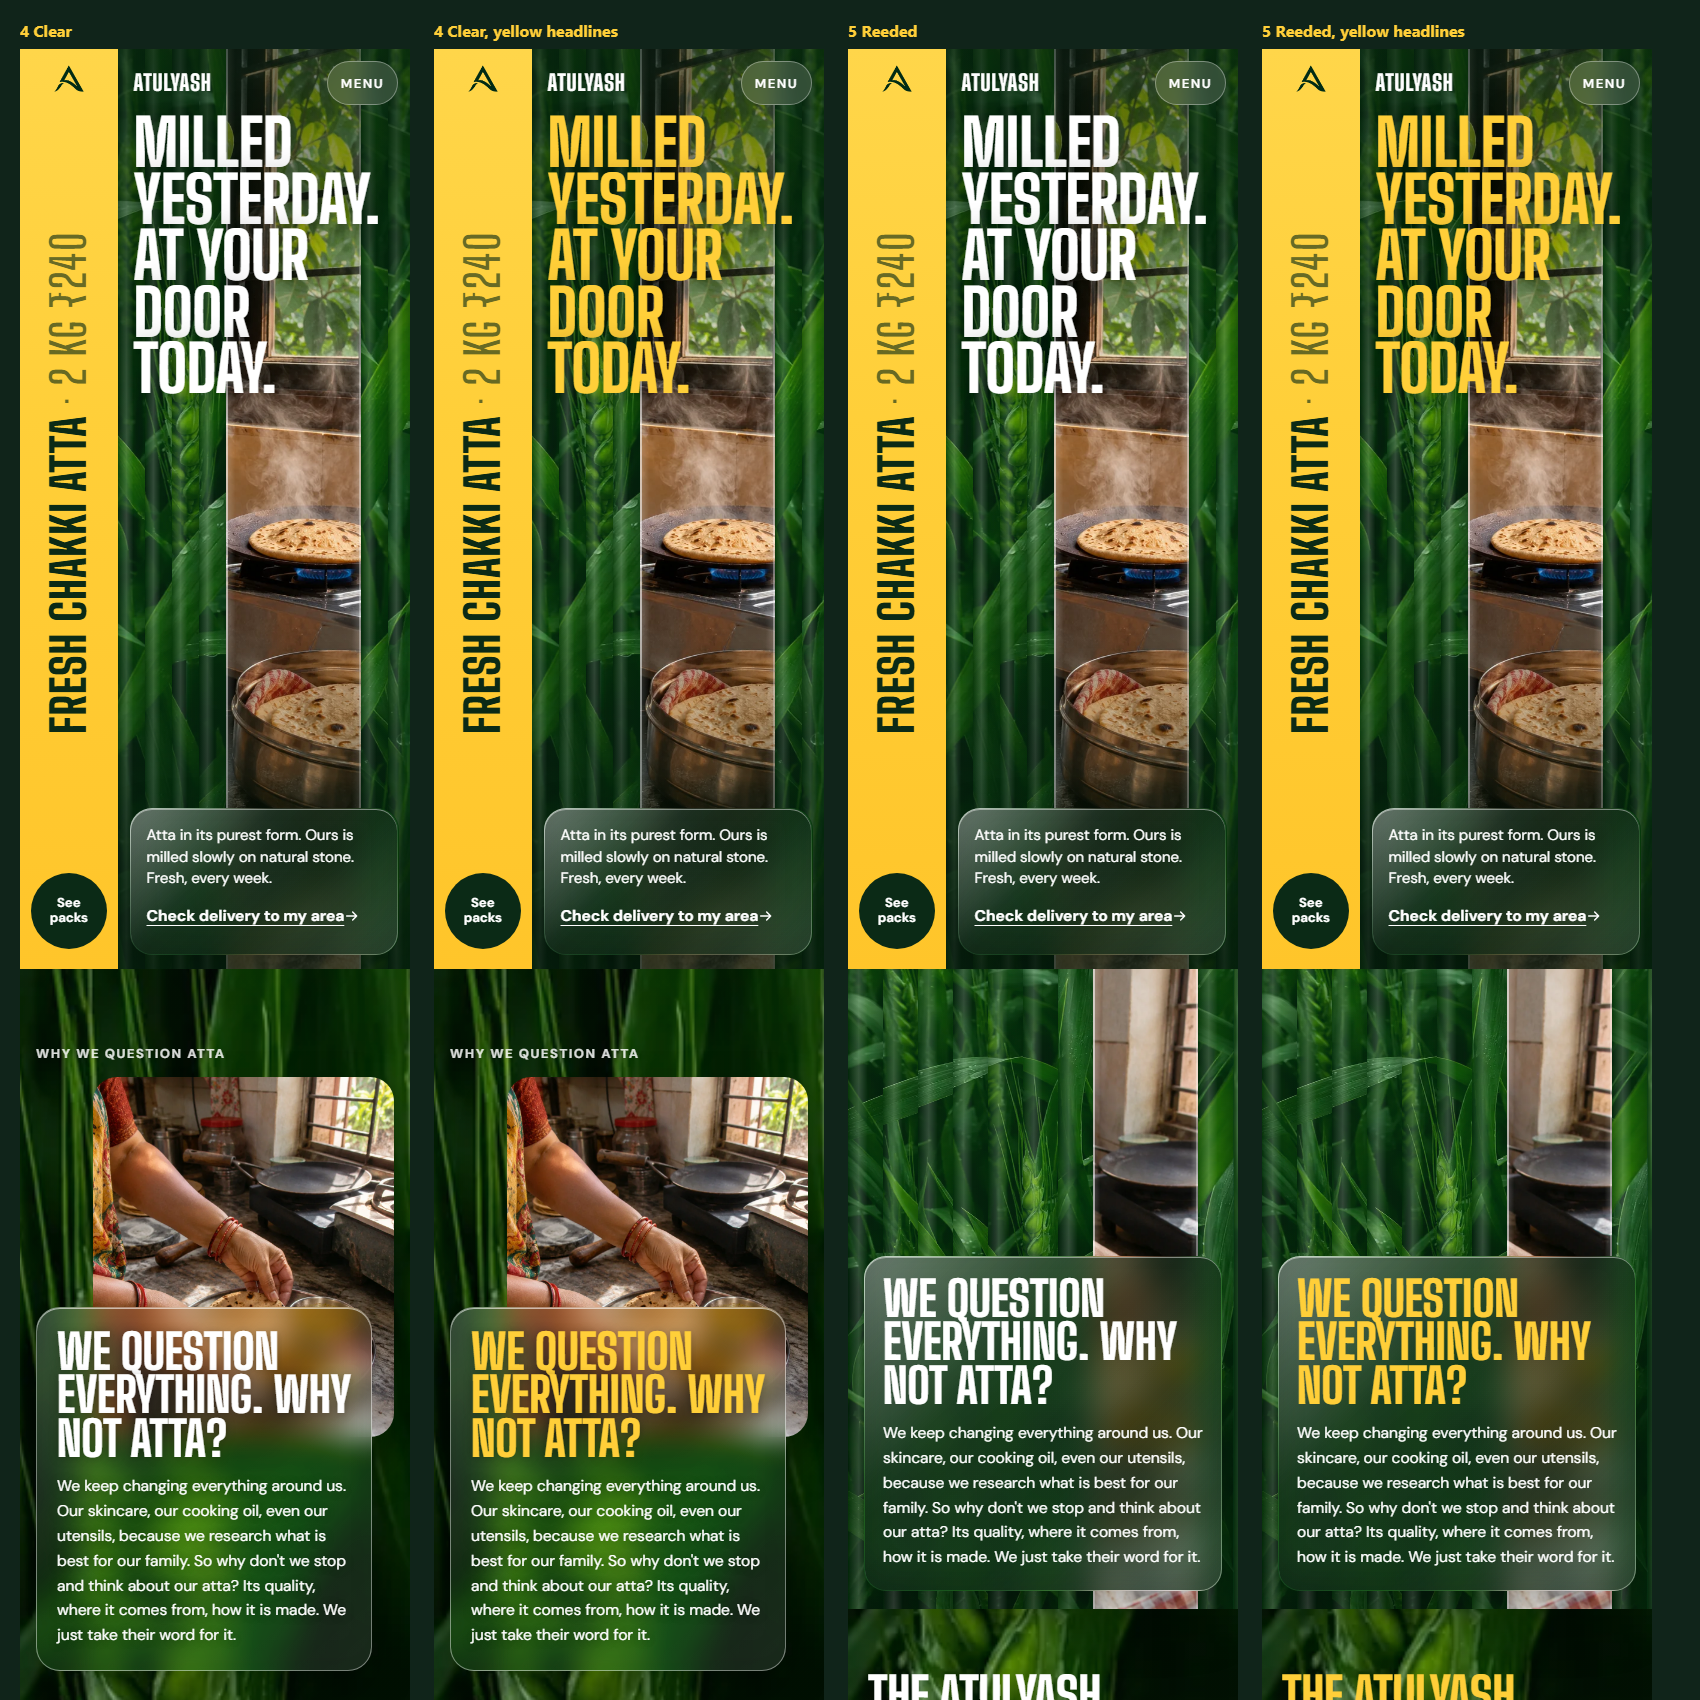 4 Clear
ATULYASH
MENU
MILLED
YESTERDAY.
AT YOUR
DOOR
TODAY.
FRESH CHAKKI ATTA · 2 KG ₹240
Atta in its purest form. Ours is
milled slowly on natural stone.
Fresh, every week.
Check delivery to my area→
See
packs
WHY WE QUESTION ATTA
WE QUESTION
EVERYTHING. WHY
NOT ATTA?
We keep changing everything around us.
Our skincare, our cooking oil, even our
utensils, because we research what is
best for our family. So why don't we stop
and think about our atta? Its quality,
where it comes from, how it is made. We
just take their word for it.
4 Clear, yellow headlines
ATULYASH
MENU
MILLED
YESTERDAY.
AT YOUR
DOOR
TODAY.
FRESH CHAKKI ATTA · 2 KG ₹240
Atta in its purest form. Ours is
milled slowly on natural stone.
Fresh, every week.
Check delivery to my area→
See
packs
WHY WE QUESTION ATTA
WE QUESTION
EVERYTHING. WHY
NOT ATTA?
We keep changing everything around us.
Our skincare, our cooking oil, even our
utensils, because we research what is
best for our family. So why don't we stop
and think about our atta? Its quality,
where it comes from, how it is made. We
just take their word for it.
5 Reeded
ATULYASH
MENU
MILLED
YESTERDAY.
AT YOUR
DOOR
TODAY.
FRESH CHAKKI ATTA · 2 KG ₹240
Atta in its purest form. Ours is
milled slowly on natural stone.
Fresh, every week.
Check delivery to my area→
See
packs
WE QUESTION
EVERYTHING. WHY
NOT ATTA?
We keep changing everything around us. Our
skincare, our cooking oil, even our utensils,
because we research what is best for our
family. So why don't we stop and think about
our atta? Its quality, where it comes from,
how it is made. We just take their word for it.
THE ATULYASH
5 Reeded, yellow headlines
ATULYASH
MENU
MILLED
YESTERDAY.
AT YOUR
DOOR
TODAY.
FRESH CHAKKI ATTA · 2 KG ₹240
Atta in its purest form. Ours is
milled slowly on natural stone.
Fresh, every week.
Check delivery to my area→
See
packs
WE QUESTION
EVERYTHING. WHY
NOT ATTA?
We keep changing everything around us. Our
skincare, our cooking oil, even our utensils,
because we research what is best for our
family. So why don't we stop and think about
our atta? Its quality, where it comes from,
how it is made. We just take their word for it.
THE ATULYASH